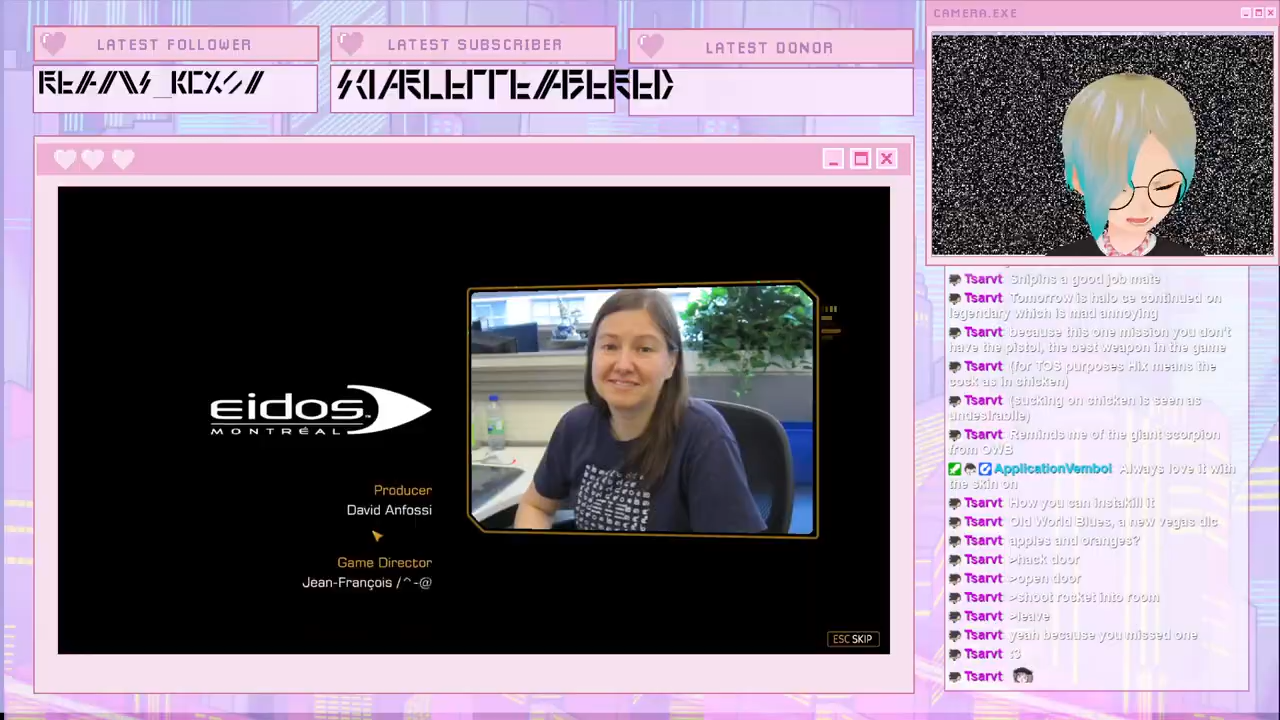 LATEST FOLLOWER
LATEST SUBSCRIBER
LATEST DONOR
CAMERA.EXE
eidos™
MONTRÉAL
Producer
David Anfossi
Game Director
Jean-François /^-@
ESC SKIP
Tsarvt Snipins a good job mate
Tsarvt Tomorrow is halo ce continued on
legendary which is mad annoying
Tsarvt because this one mission you don't
have the pistol, the best weapon in the game
Tsarvt (for TOS purposes Hix means the
cock as in chicken)
Tsarvt (sucking on chicken is seen as
undesirablle)
Tsarvt Reminds me of the giant scorpion
from OWB
ApplicationVernboi Always love it with
the skin on
Tsarvt How you can instakill it
Tsarvt Old World Blues, a new vegas dlc
Tsarvt apples and oranges?
Tsarvt >hack door
Tsarvt >open door
Tsarvt >shoot rocket into room
Tsarvt >leave
Tsarvt yeah because you missed one
Tsarvt :3
Tsarvt